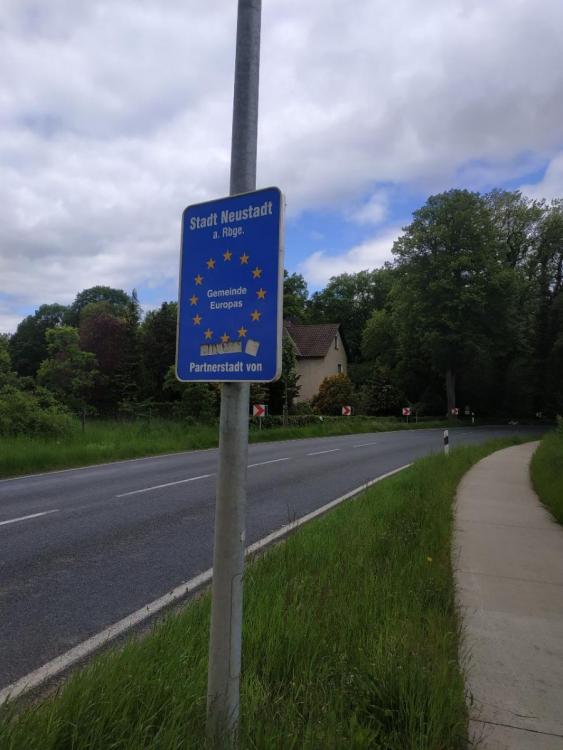 Stadt Neustadt
a. Rbge.
Gemeinde
Europas
Partnerstadt von